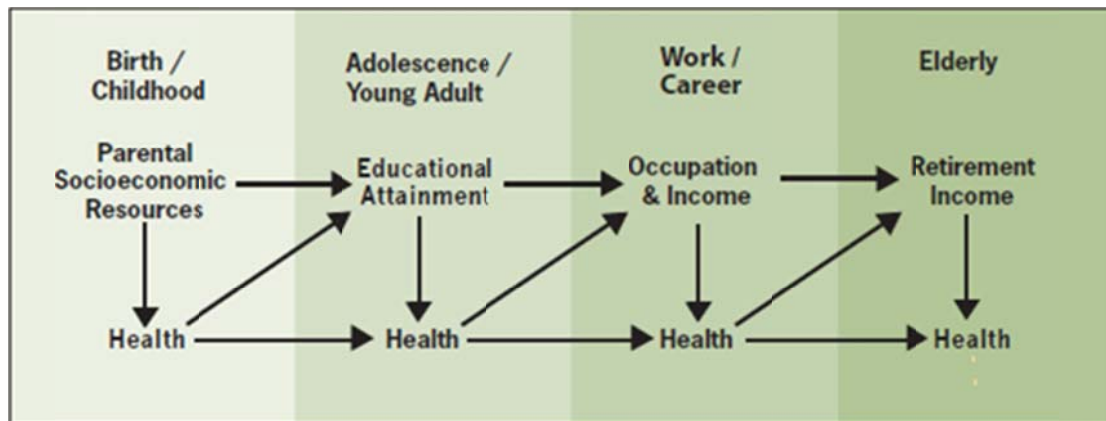 Birth /
Childhood
Adolescence /
Young Adult
Work /
Career
Elderly
Parental
Socioeconomic
Resources
Educational
Attainment
Occupation
& Income
Retirement
Income
Health
Health
Health
Health